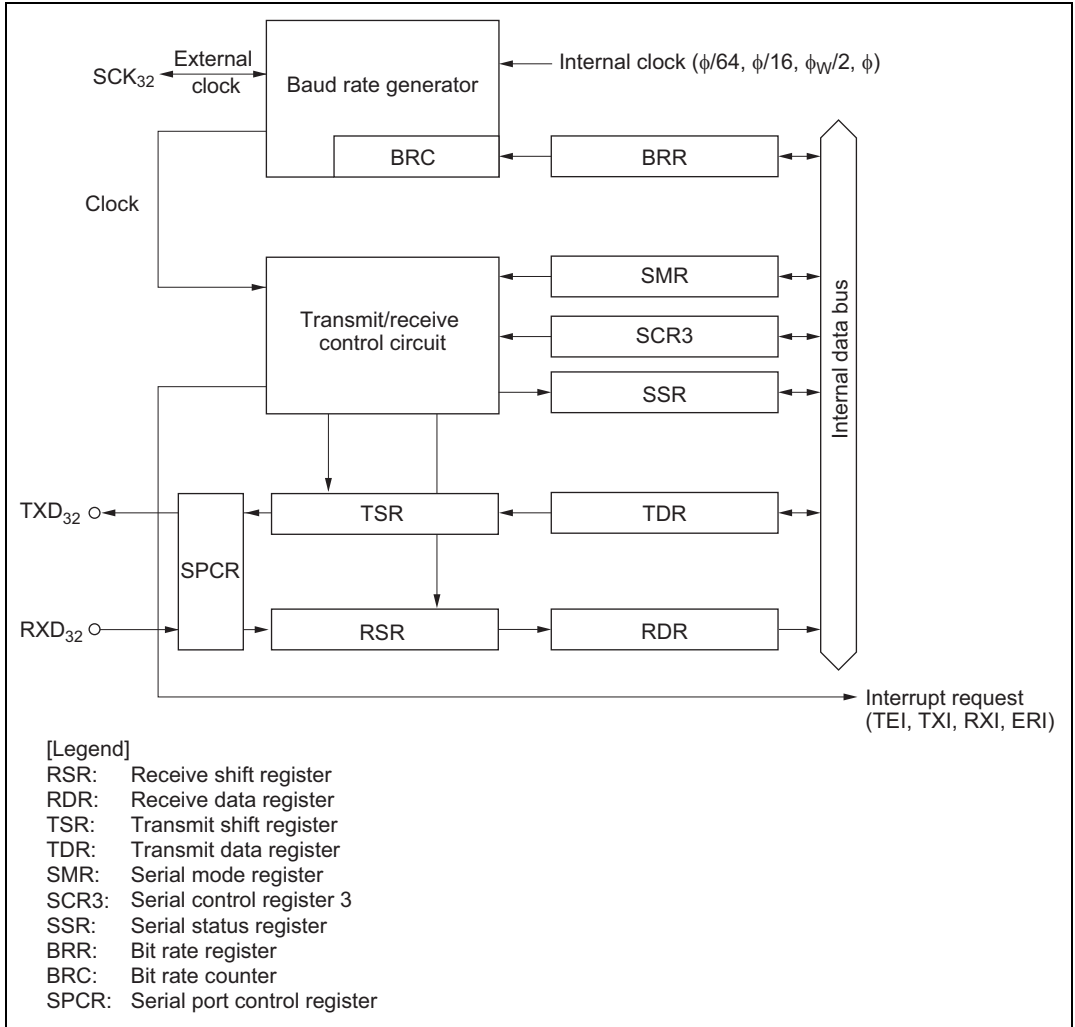 SCK32
External
clock
Baud rate generator
Internal clock (ϕ/64, ϕ/16, ϕW/2, ϕ)
BRC
BRR
Clock
Transmit/receive
control circuit
SMR
SCR3
SSR
Internal data bus
TXD32
SPCR
TSR
TDR
RXD32
RSR
RDR
Interrupt request
(TEI, TXI, RXI, ERI)
[Legend]
RSR: Receive shift register
RDR: Receive data register
TSR: Transmit shift register
TDR: Transmit data register
SMR: Serial mode register
SCR3: Serial control register 3
SSR: Serial status register
BRR: Bit rate register
BRC: Bit rate counter
SPCR: Serial port control register